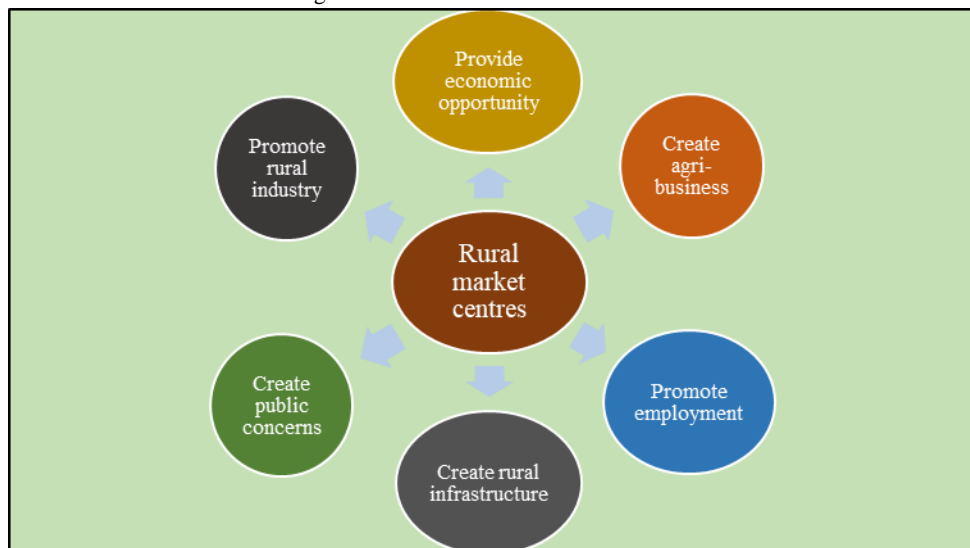 Provide
economic
opportunity
Promote
rural
industry
Create
agri-
business
Rural
market
centres
Create
public
concerns
Promote
employment
Create rural
infrastructure